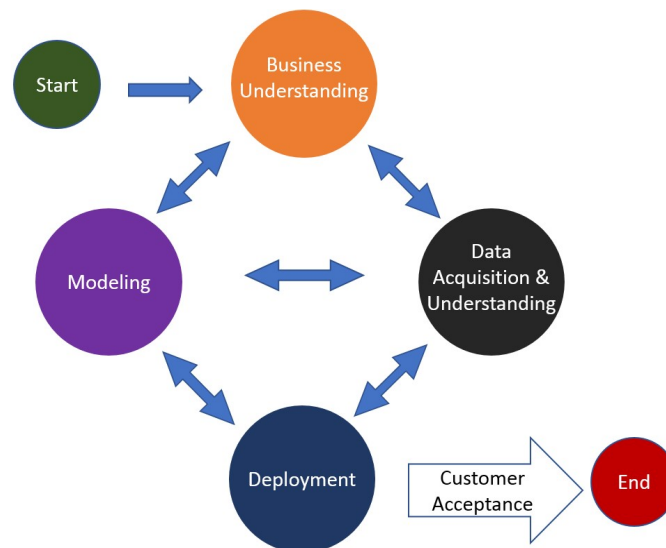 Start
Business
Understanding
Modeling
Data
Acquisition &
Understanding
Deployment
Customer
Acceptance
End